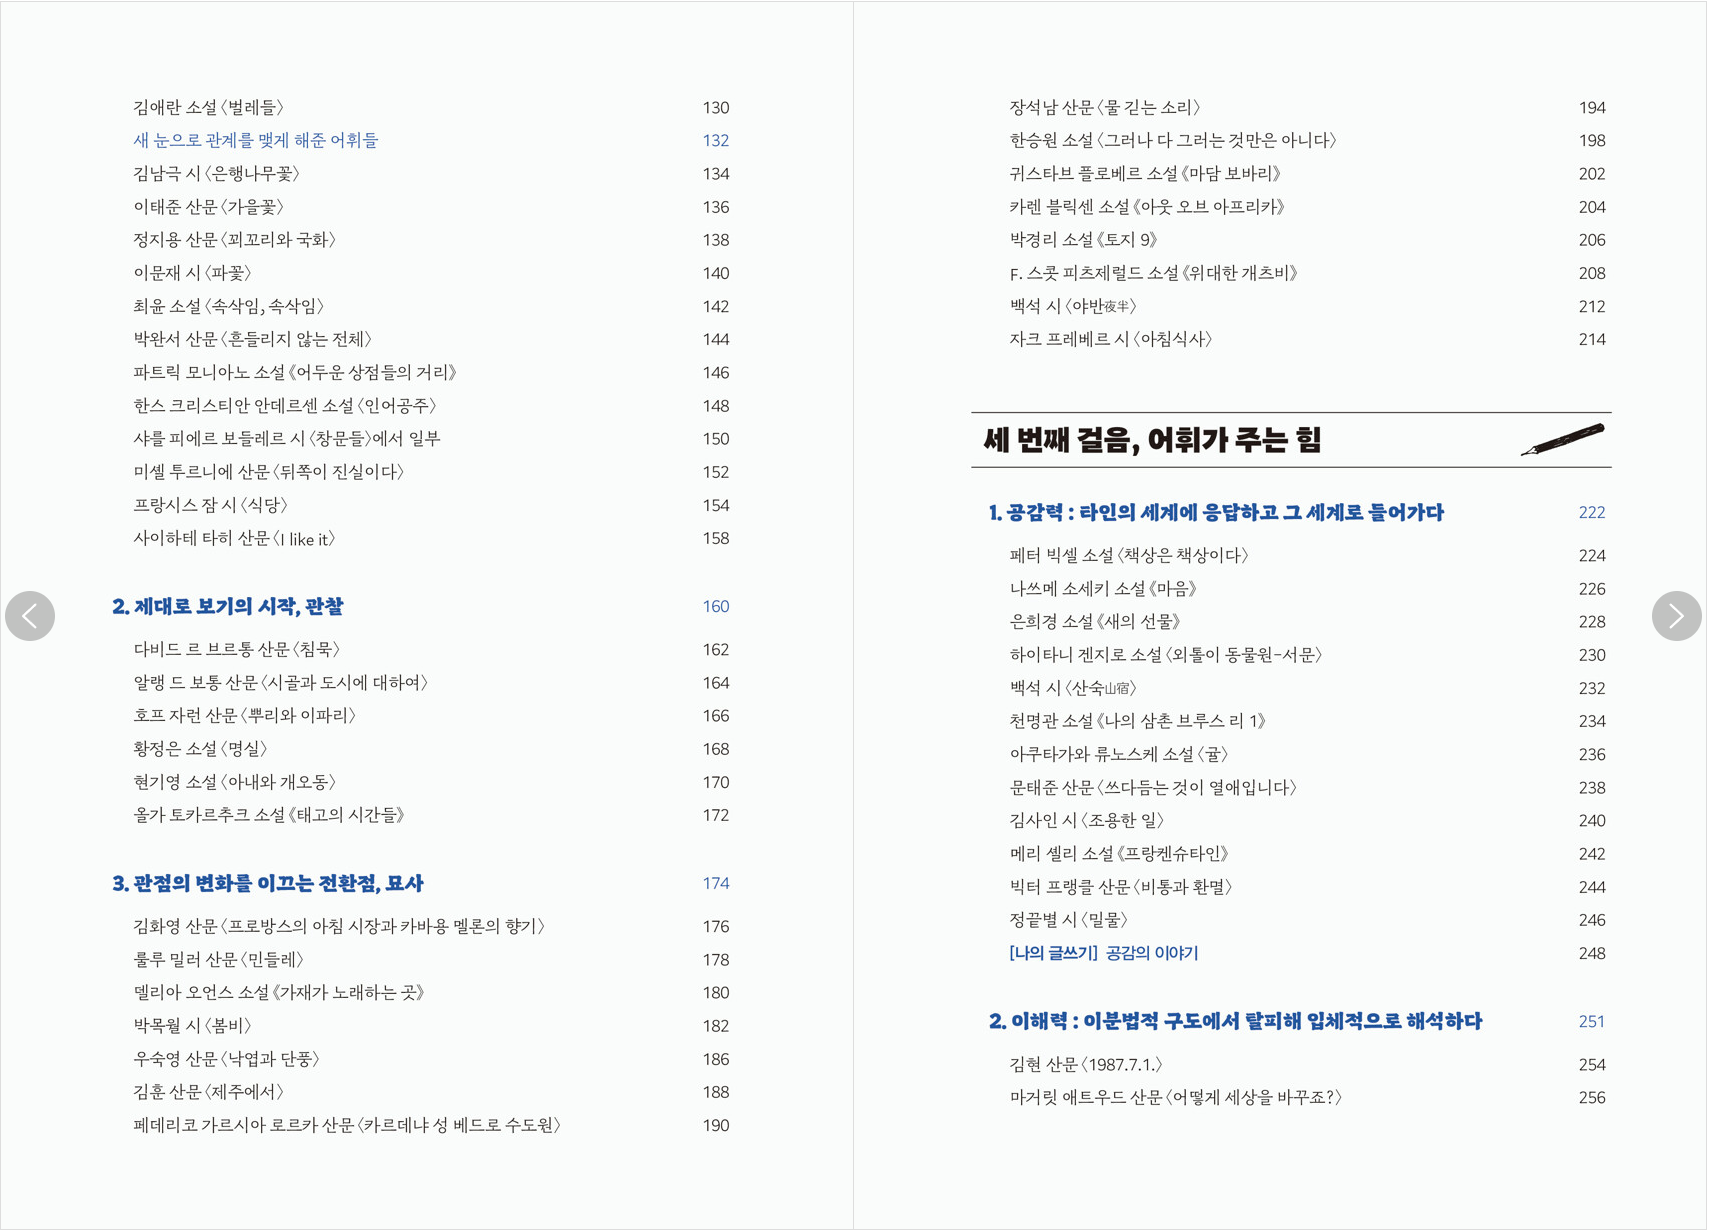 김애란 소설 〈벌레들〉 130
새 눈으로 관계를 맺게 해준 어휘들 132
김남극 시 〈은행나무꽃〉 134
이태준 산문 〈가을꽃〉 136
정지용 산문 〈꾀꼬리와 국화〉 138
이문재 시 〈파꽃〉 140
최윤 소설 〈속삭임, 속삭임〉 142
박완서 산문 〈흔들리지 않는 전체〉 144
파트릭 모니아노 소설 《어두운 상점들의 거리》 146
한스 크리스티안 안데르센 소설 〈인어공주〉 148
샤를 피에르 보들레르 시 〈창문들〉에서 일부 150
미셸 투르니에 산문 〈뒤쪽이 진실이다〉 152
프랑시스 잠 시 〈식당〉 154
사이하테 타히 산문 〈I like it〉 158
2. 제대로 보기의 시작, 관찰 160
다비드 르 브르통 산문 〈침묵〉 162
알랭 드 보통 산문 〈시골과 도시에 대하여〉 164
호프 자런 산문 〈뿌리와 이파리〉 166
황정은 소설 〈명실〉 168
현기영 소설 〈아내와 개오동〉 170
올가 토카르추크 소설 《태고의 시간들》 172
3. 관점의 변화를 이끄는 전환점, 묘사 174
김화영 산문 〈프로방스의 아침 시장과 카바용 멜론의 향기〉 176
룰루 밀러 산문 〈민들레〉 178
델리아 오언스 소설 《가재가 노래하는 곳》 180
박목월 시 〈봄비〉 182
우숙영 산문 〈낙엽과 단풍〉 186
김훈 산문 〈제주에서〉 188
페데리코 가르시아 로르카 산문 〈카르데냐 성 베드로 수도원〉 190
장석남 산문 〈물 긷는 소리〉 194
한승원 소설 〈그러나 다 그러는 것만은 아니다〉 198
귀스타브 플로베르 소설 《마담 보바리》 202
카렌 블릭센 소설 《아웃 오브 아프리카》 204
박경리 소설 《토지 9》 206
F. 스콧 피츠제럴드 소설 《위대한 개츠비》 208
백석 시 〈야반夜半〉 212
자크 프레베르 시 〈아침식사〉 214
세 번째 걸음, 어휘가 주는 힘
1. 공감력 : 타인의 세계에 응답하고 그 세계로 들어가다 222
페터 빅셀 소설 〈책상은 책상이다〉 224
나쓰메 소세키 소설 《마음》 226
은희경 소설 《새의 선물》 228
하이타니 겐지로 소설 〈외톨이 동물원-서문〉 230
백석 시 〈산숙山宿〉 232
천명관 소설 《나의 삼촌 브루스 리 1》 234
아쿠타가와 류노스케 소설 〈귤〉 236
문태준 산문 〈쓰다듬는 것이 열애입니다〉 238
김사인 시 〈조용한 일〉 240
메리 셸리 소설 《프랑켄슈타인》 242
빅터 프랭클 산문 〈비통과 환멸〉 244
정끝별 시 〈밀물〉 246
[나의 글쓰기] 공감의 이야기 248
2. 이해력 : 이분법적 구도에서 탈피해 입체적으로 해석하다 251
김현 산문 〈1987.7.1.〉 254
마거릿 애트우드 산문 〈어떻게 세상을 바꾸죠?〉 256